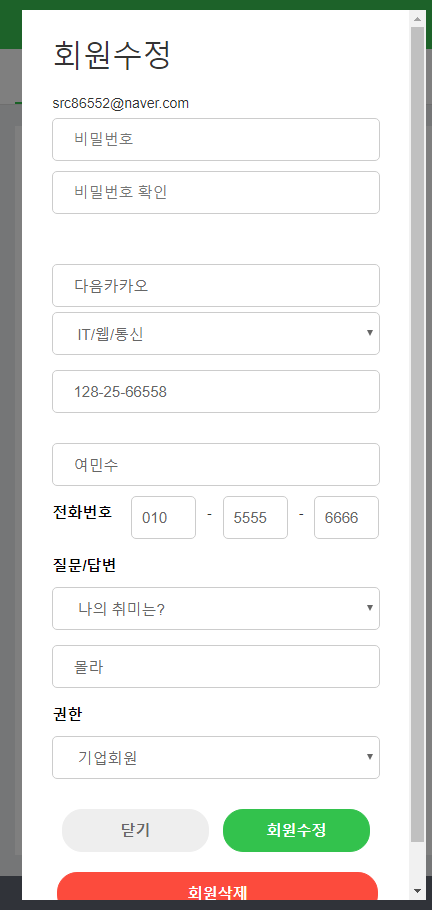 회원수정
src86552@naver.com
비밀번호
비밀번호 확인
다음카카오
IT/웹/통신
128-25-66558
여민수
전화번호 010 - 5555 - 6666
질문/답변
나의 취미는?
몰라
권한
기업회원
닫기 회원수정
회원삭제